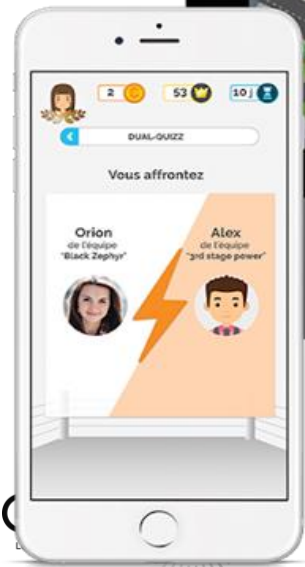 2
53
10 j
DUAL-QUIZZ
Vous affrontez
Orion
de l'équipe
"Black Zephyr"
Alex
de l'équipe
"3rd stage power"